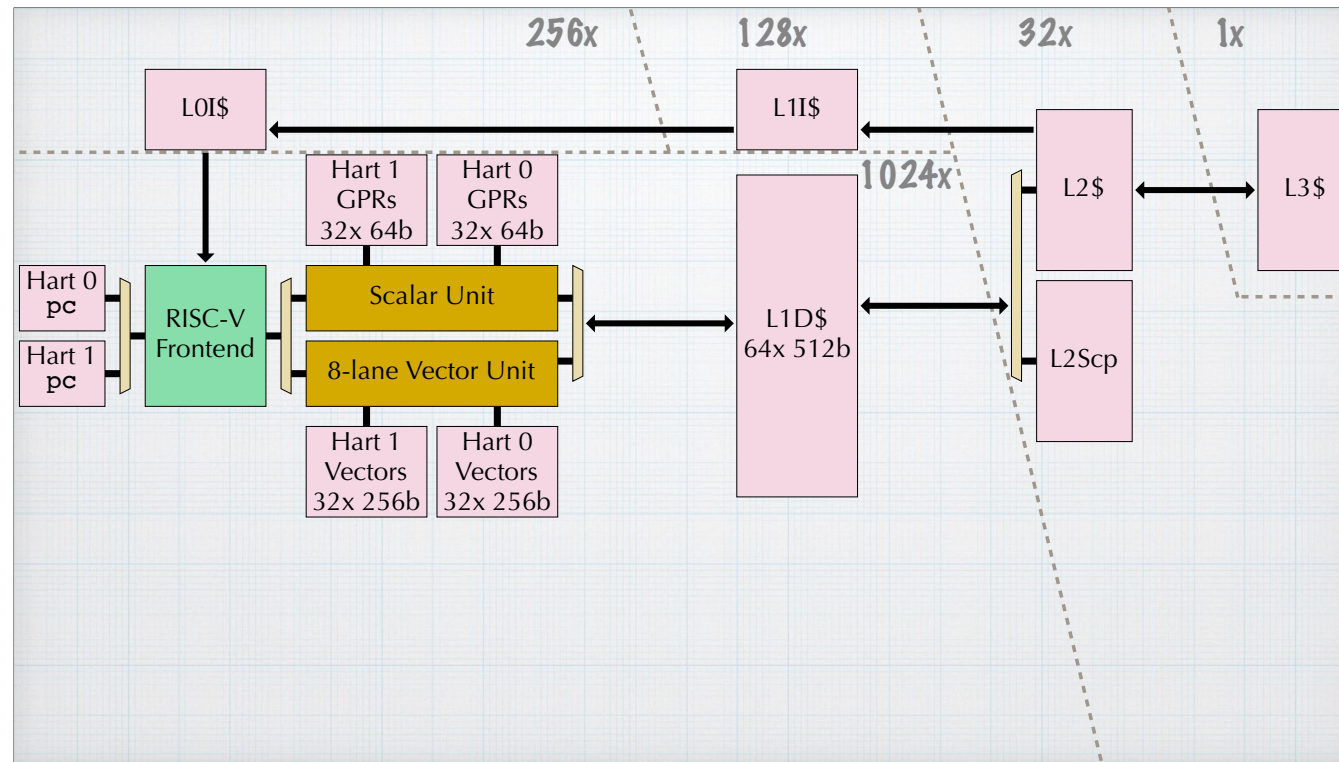 256x
128x
32x
1x
L0I$
L1I$
1024x
Hart 1
GPRs
32x 64b
Hart 0
GPRs
32x 64b
L2$
L3$
Hart 0
pc
Hart 1
pc
RISC-V
Frontend
Scalar Unit
8-lane Vector Unit
L1D$
64x 512b
L2Scp
Hart 1
Vectors
32x 256b
Hart 0
Vectors
32x 256b